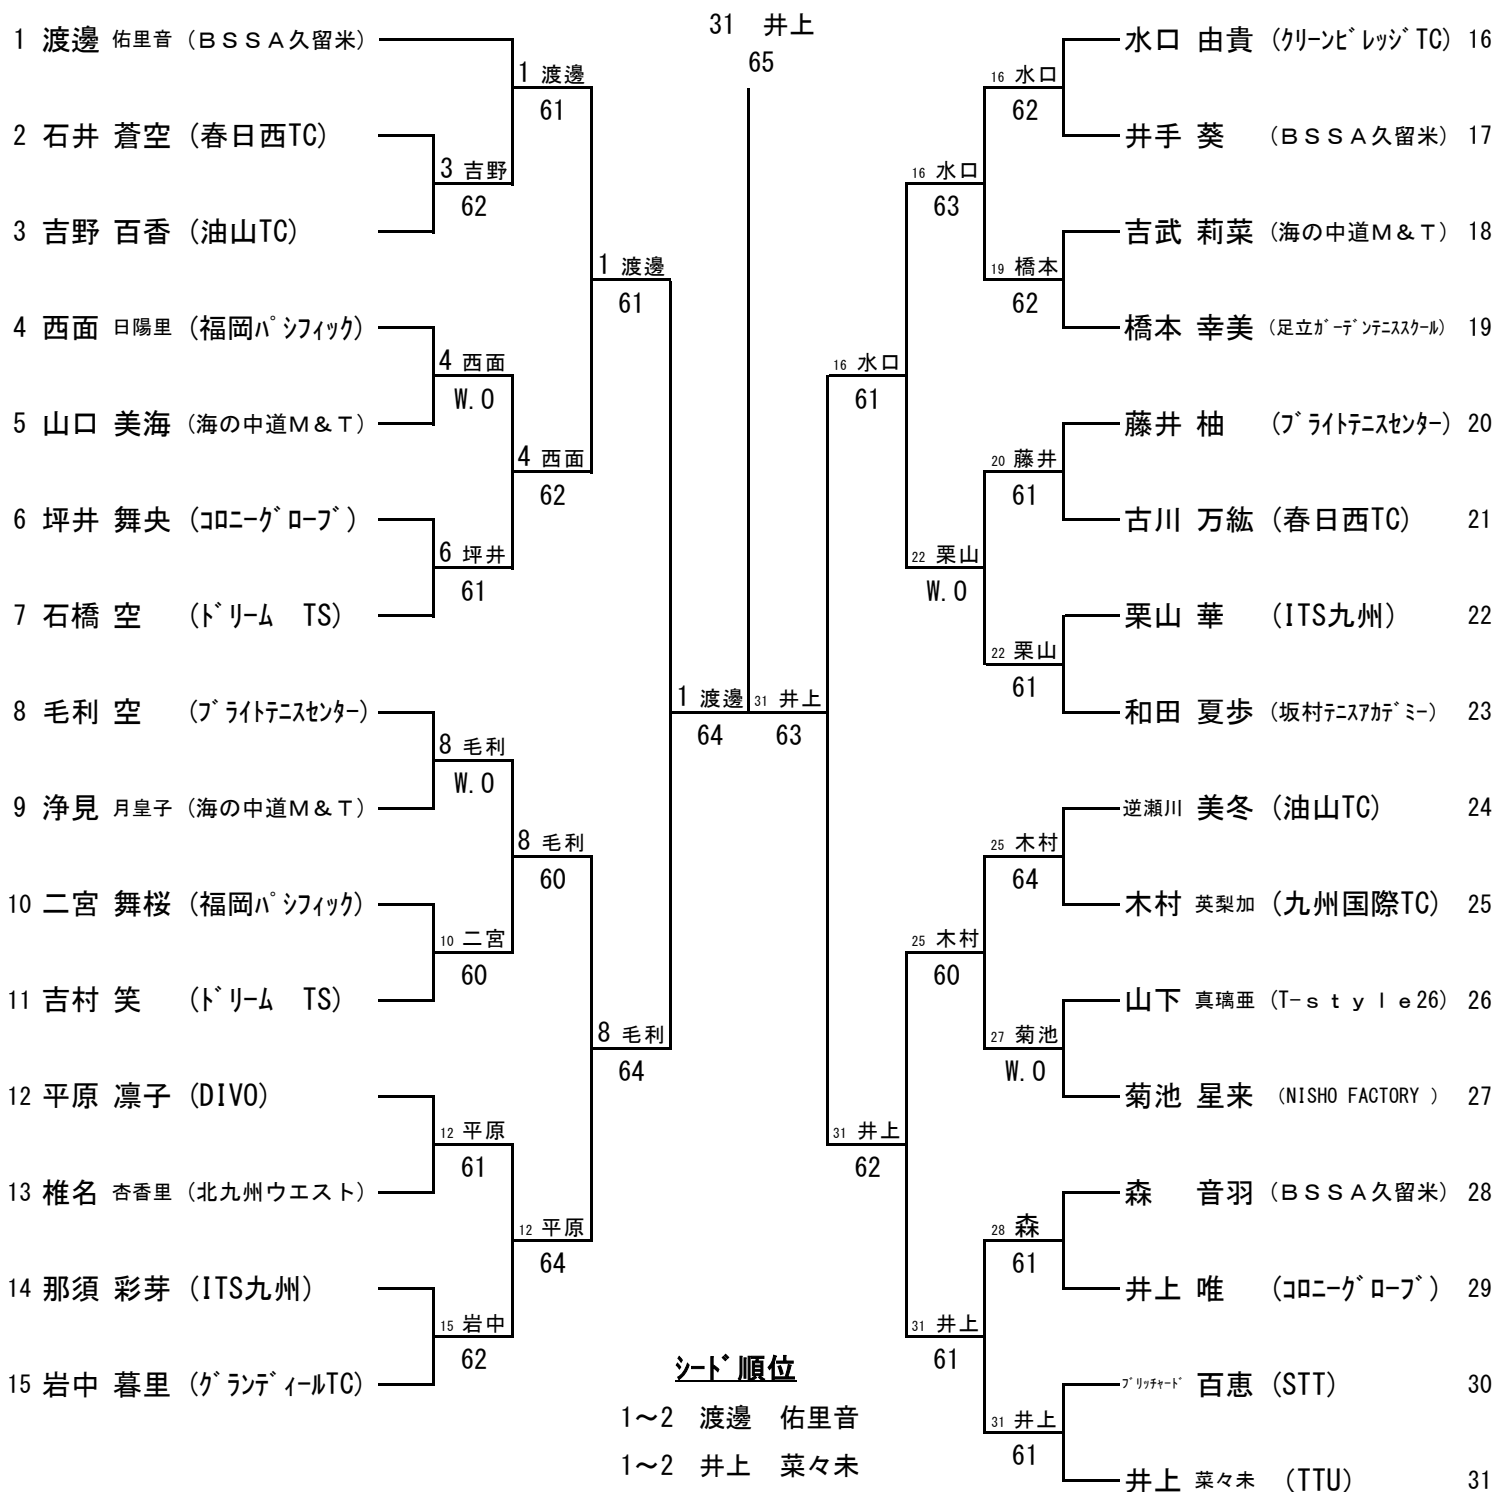 31 井上
65
1 渡邊 佑里音 (ＢＳＳＡ久留米)
2 石井 蒼空 (春日西TC)
3 吉野 百香 (油山TC)
4 西面 日陽里 (福岡ﾊﾟｼﾌｨｯｸ)
5 山口 美海 (海の中道Ｍ＆Ｔ)
6 坪井 舞央 (ｺﾛﾆｰｸﾞﾛｰﾌﾞ)
7 石橋 空 (ﾄﾞﾘｰﾑ TS)
8 毛利 空 (ﾌﾞﾗｲﾄﾃﾆｽｾﾝﾀｰ)
9 浄見 月皇子 (海の中道Ｍ＆Ｔ)
10 二宮 舞桜 (福岡ﾊﾟｼﾌｨｯｸ)
11 吉村 笑 (ﾄﾞﾘｰﾑ TS)
12 平原 凛子 (DIVO)
13 椎名 杏香里 (北九州ウエスト)
14 那須 彩芽 (ITS九州)
15 岩中 暮里 (ｸﾞﾗﾝﾃﾞｨｰﾙTC)
3 吉野
62
4 西面
W.O
6 坪井
61
8 毛利
W.O
10 二宮
60
12 平原
61
15 岩中
62
1 渡邊
61
4 西面
62
8 毛利
60
12 平原
64
1 渡邊
61
8 毛利
64
1 渡邊
64
31 井上
63
16 水口
61
31 井上
62
16 水口
63
22 栗山
W.O
25 木村
60
31 井上
61
16 水口
62
19 橋本
62
20 藤井
61
22 栗山
61
25 木村
64
27 菊池
W.O
28 森
61
31 井上
61
水口 由貴 (ｸﾘｰﾝﾋﾞﾚｯｼﾞTC) 16
井手 葵 (ＢＳＳＡ久留米) 17
吉武 莉菜 (海の中道Ｍ＆Ｔ) 18
橋本 幸美 (足立ｶﾞｰﾃﾞﾝﾃﾆｽｽｸｰﾙ) 19
藤井 柚 (ﾌﾞﾗｲﾄﾃﾆｽｾﾝﾀｰ) 20
古川 万紘 (春日西TC) 21
栗山 華 (ITS九州) 22
和田 夏歩 (坂村ﾃﾆｽｱｶﾃﾞﾐｰ) 23
逆瀬川 美冬 (油山TC) 24
木村 英梨加 (九州国際TC) 25
山下 真璃亜 (T-ｓｔｙｌｅ26) 26
菊池 星来 (NISHO FACTORY ) 27
森 音羽 (ＢＳＳＡ久留米) 28
井上 唯 (ｺﾛﾆｰｸﾞﾛｰﾌﾞ) 29
ﾌﾞﾘｯﾁｬｰﾄﾞ 百恵 (STT) 30
井上 菜々未 (TTU) 31
ｼｰﾄﾞ順位
1～2 渡邊 佑里音
1～2 井上 菜々未